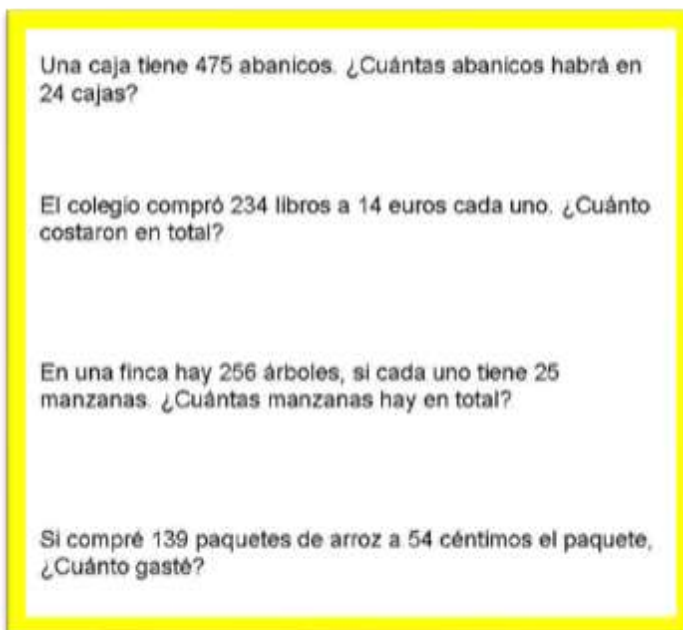 Una caja tiene 475 abanicos. ¿Cuántas abanicos habrá en
24 cajas?
El colegio compró 234 libros a 14 euros cada uno. ¿Cuánto
costaron en total?
En una finca hay 256 árboles, si cada uno tiene 25
manzanas. ¿Cuántas manzanas hay en total?
Si compré 139 paquetes de arroz a 54 céntimos el paquete,
¿Cuánto gasté?